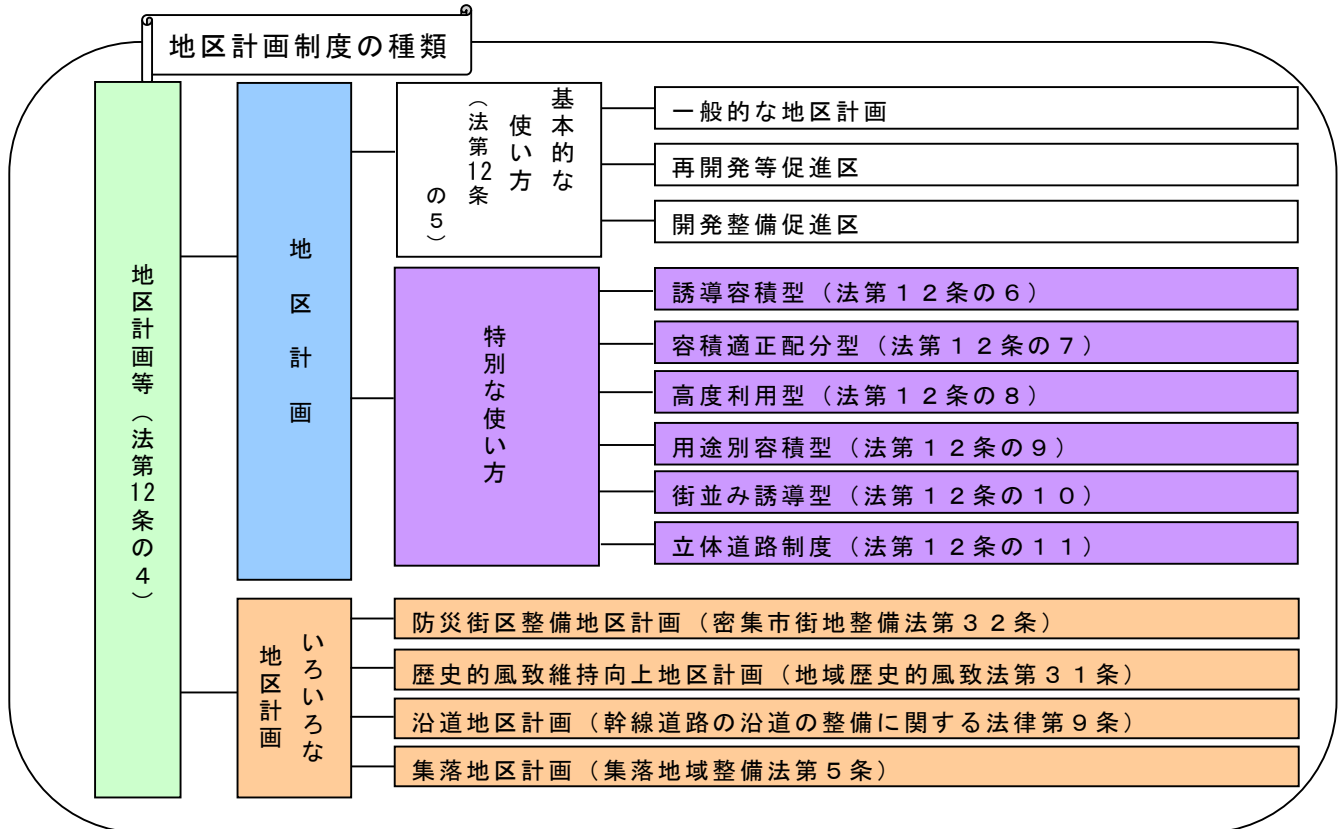 地区計画制度の種類
地区計画等（法第12条の4）
地区計画
基本的な
使い方
（法第12条
の5）
一般的な地区計画
再開発等促進区
開発整備促進区
特別な使い方
誘導容積型（法第１２条の６）
容積適正配分型（法第１２条の７）
高度利用型（法第１２条の８）
用途別容積型（法第１２条の９）
街並み誘導型（法第１２条の１０）
立体道路制度（法第１２条の１１）
いろいろな
地区計画
防災街区整備地区計画（密集市街地整備法第３２条）
歴史的風致維持向上地区計画（地域歴史的風致法第３１条）
沿道地区計画（幹線道路の沿道の整備に関する法律第９条）
集落地区計画（集落地域整備法第５条）